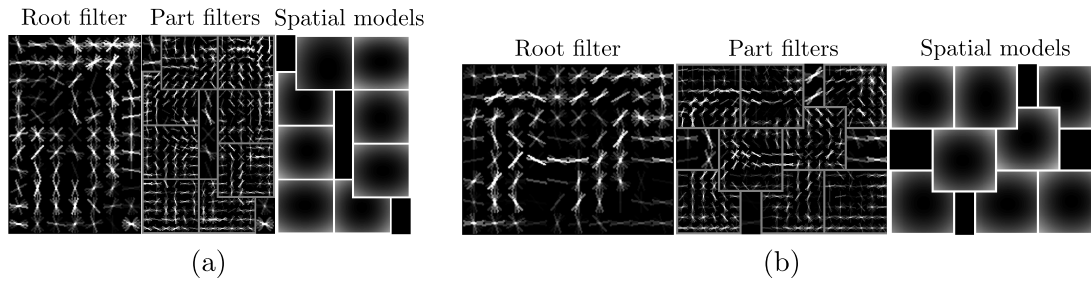 Root filter Part filters Spatial models
Root filter Part filters Spatial models
(a)
(b)